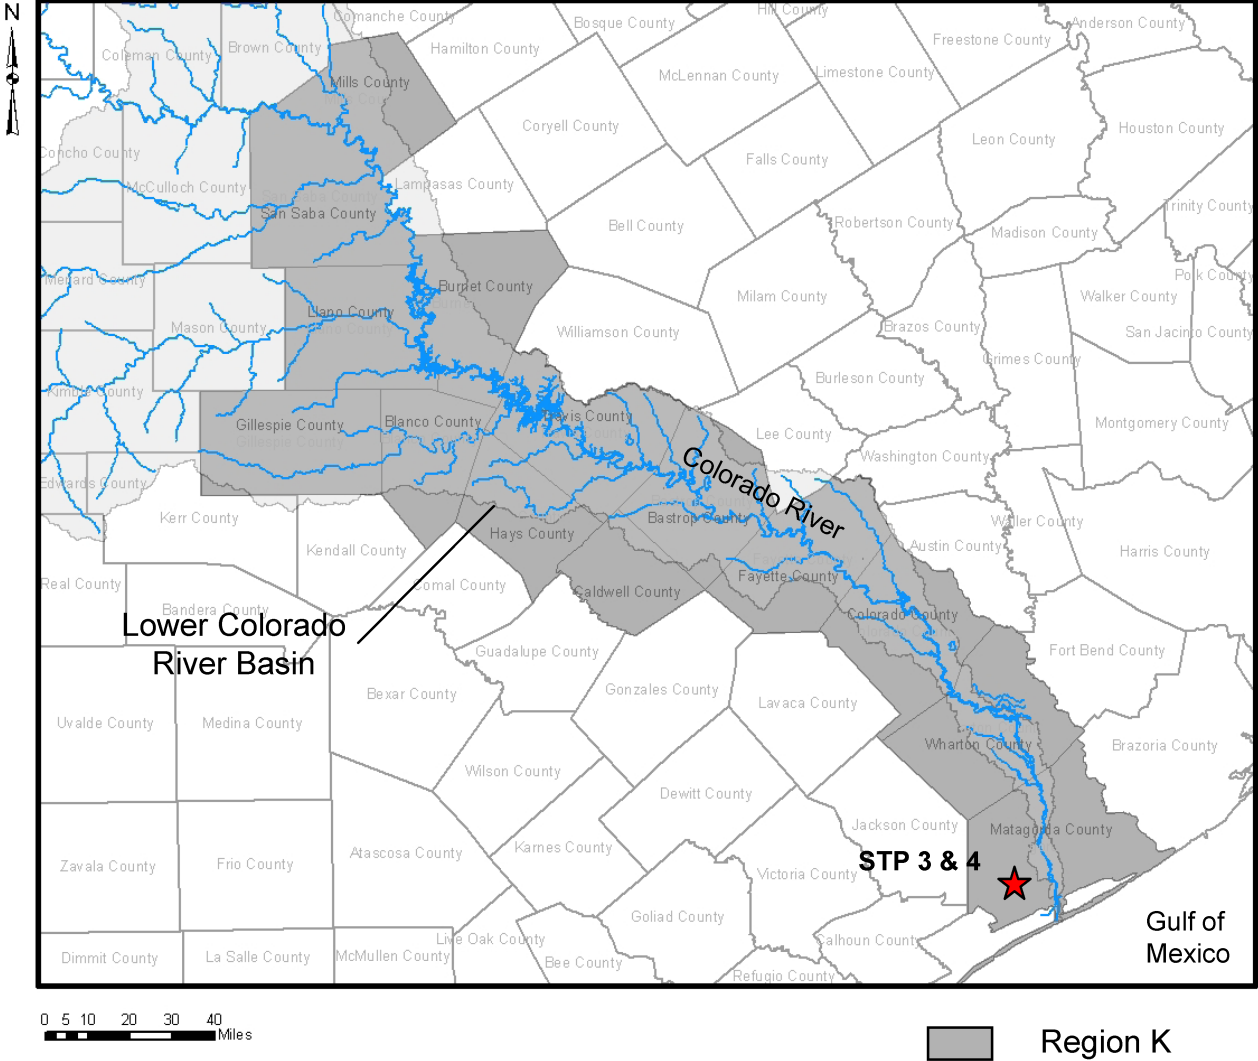 N
Comanche County
Bosque County
Hill County
Anderson County
Coleman County
Brown County
Hamilton County
Freestone County
Mills County
McLennan County
Limestone County
Coryell County
Houston County
Leon County
Concho County
Falls County
McCulloch County
Lampasas County
San Saba County
Trinity County
Bell County
Robertson County
Madison County
Menard County
Polk County
Burnet County
Milam County
Walker County
Llano County
Mason County
Williamson County
Brazos County
San Jacinto County
Grimes County
Kimble County
Burleson County
Gillespie County
Gillespie County
Blanco County
Travis County
Lee County
Montgomery County
Washington County
Colorado River
Edwards County
Kerr County
Bastrop County
Waller County
Hays County
Kendall County
Austin County
Harris County
Fayette County
Real County
Comal County
Caldwell County
Bandera County
Colorado County
Lower Colorado
River Basin
Guadalupe County
Fort Bend County
Bexar County
Gonzales County
Lavaca County
Uvalde County
Medina County
Wharton County
Brazoria County
Wilson County
Dewitt County
Jackson County
Matagorda County
Karnes County
Atascosa County
STP 3 & 4
Zavala County
Frio County
Victoria County
Goliad County
Gulf of
Mexico
Live Oak County
Calhoun County
Dimmit County
La Salle County
McMullen County
Bee County
Refugio County
0 5 10 20 30 40
Miles
Region K